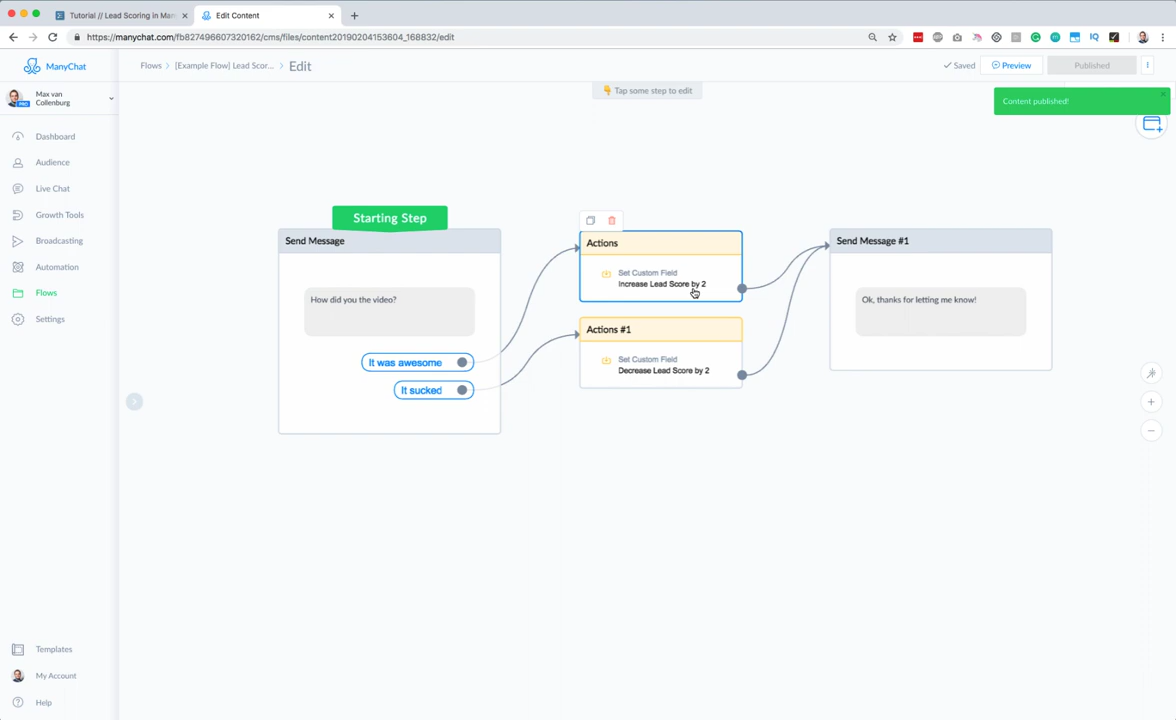 Tutorial // Lead Scoring in Man
Edit Content
https://manychat.com/fb827496607320162/cms/files/content20190204153604_168832/edit
ManyChat
Flows
[Example Flow] Lead Scor...
Edit
Saved
Preview
Published
Max van
Collenburg
PRO
Tap some step to edit
Content published!
Dashboard
Audience
Live Chat
Growth Tools
Broadcasting
Automation
Flows
Settings
Starting Step
Send Message
How did you the video?
It was awesome
It sucked
Actions
Set Custom Field
Increase Lead Score by 2
Actions #1
Set Custom Field
Decrease Lead Score by 2
Send Message #1
Ok, thanks for letting me know!
Templates
My Account
Help